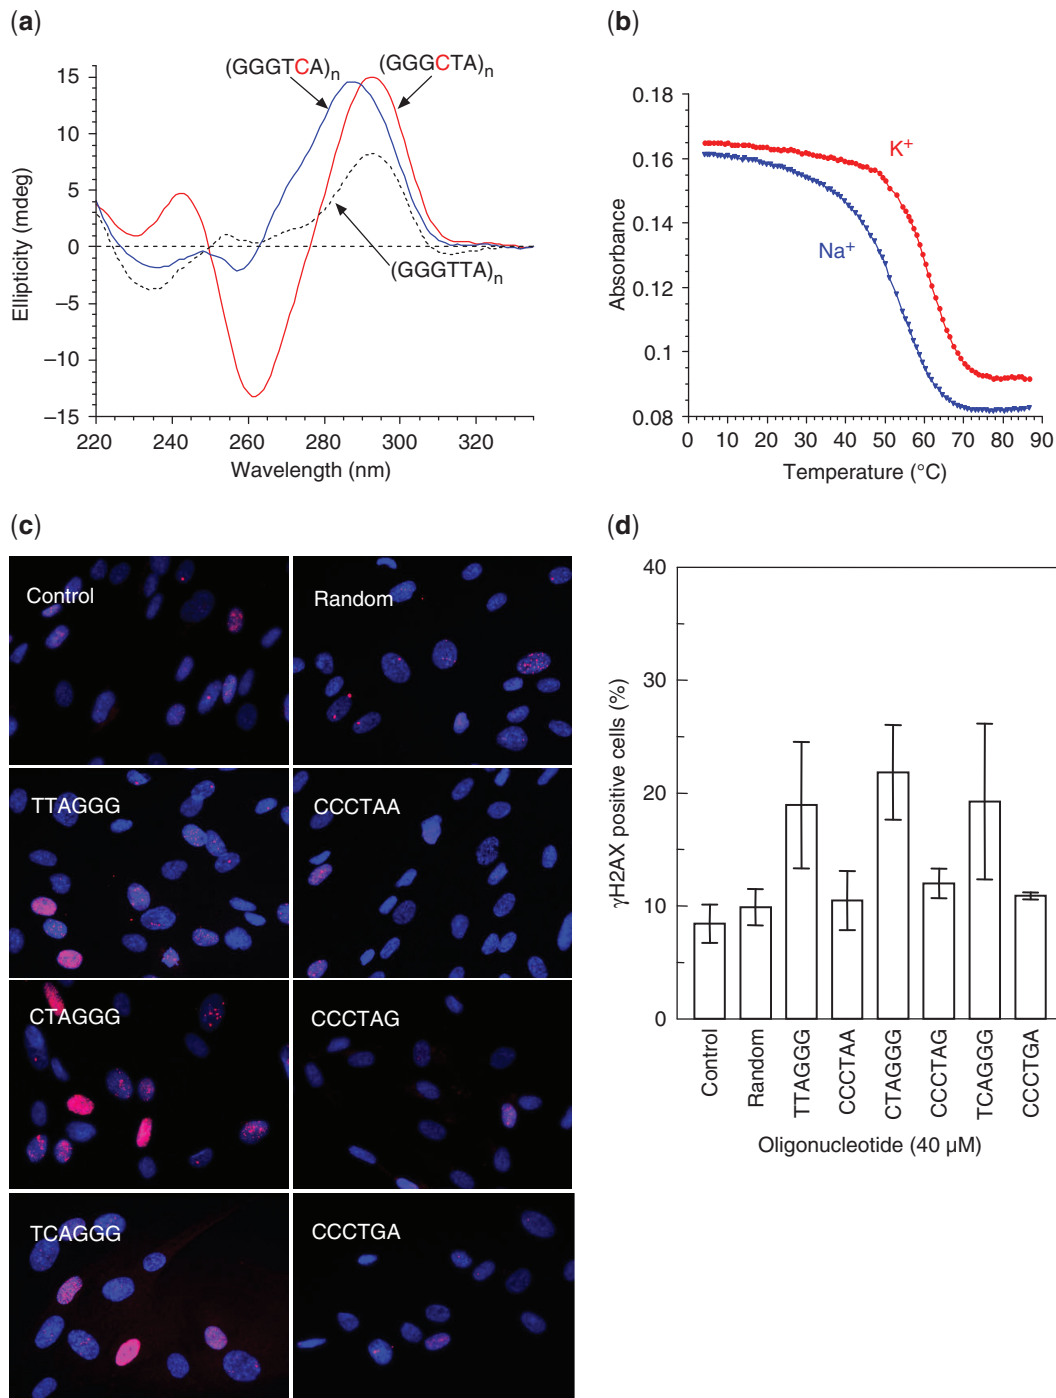 (a)
(GGGTCA)n
(GGGCTA)n
(GGGTTA)n
15
10
5
0
–5
–10
–15
Ellipticity (mdeg)
220
240
260
280
300
320
Wavelength (nm)
(b)
0.18
0.16
0.14
0.12
0.1
0.08
Absorbance
K+
Na+
0
10
20
30
40
50
60
70
80
90
Temperature (°C)
(c)
Control
Random
TTAGGG
CCCTAA
CTAGGG
CCCTAG
TCAGGG
CCCTGA
(d)
40
30
20
10
0
γH2AX positive cells (%)
Control
Random
TTAGGG
CCCTAA
CTAGGG
CCCTAG
TCAGGG
CCCTGA
Oligonucleotide (40 µM)